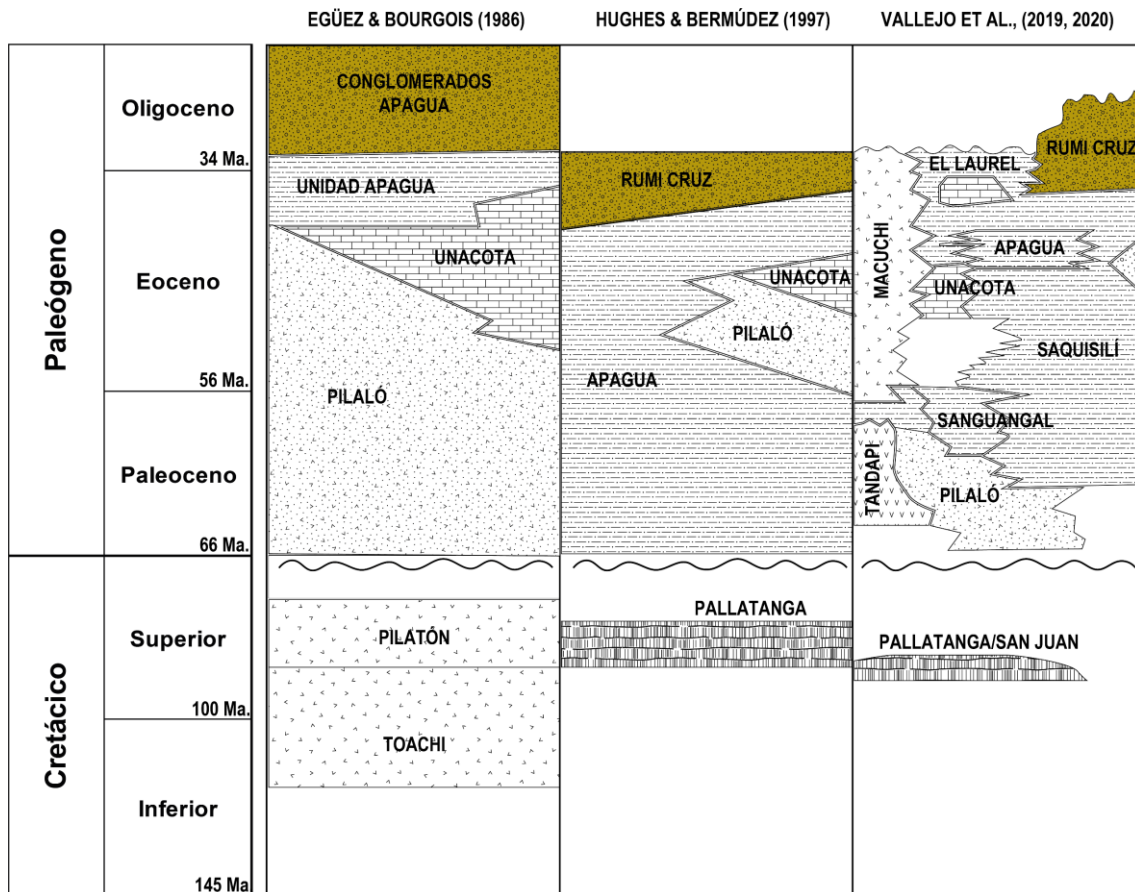 EGÜEZ & BOURGOIS (1986)
HUGHES & BERMÚDEZ (1997)
VALLEJO ET AL., (2019, 2020)
Paleógeno
Oligoceno
34 Ma.
Eoceno
56 Ma.
Paleoceno
66 Ma.
Cretácico
Superior
100 Ma.
Inferior
145 Ma.
CONGLOMERADOS
APAGUA
UNIDAD APAGUA
UNACOTA
PILALÓ
PILATÓN
TOACHI
RUMI CRUZ
UNACOTA
PILALÓ
APAGUA
PALLATANGA
RUMI CRUZ
EL LAUREL
MACUCHI
APAGUA
UNACOTA
SAQUISILÍ
SANGUANGAL
TANDAPI
PILALÓ
PALLATANGA/SAN JUAN